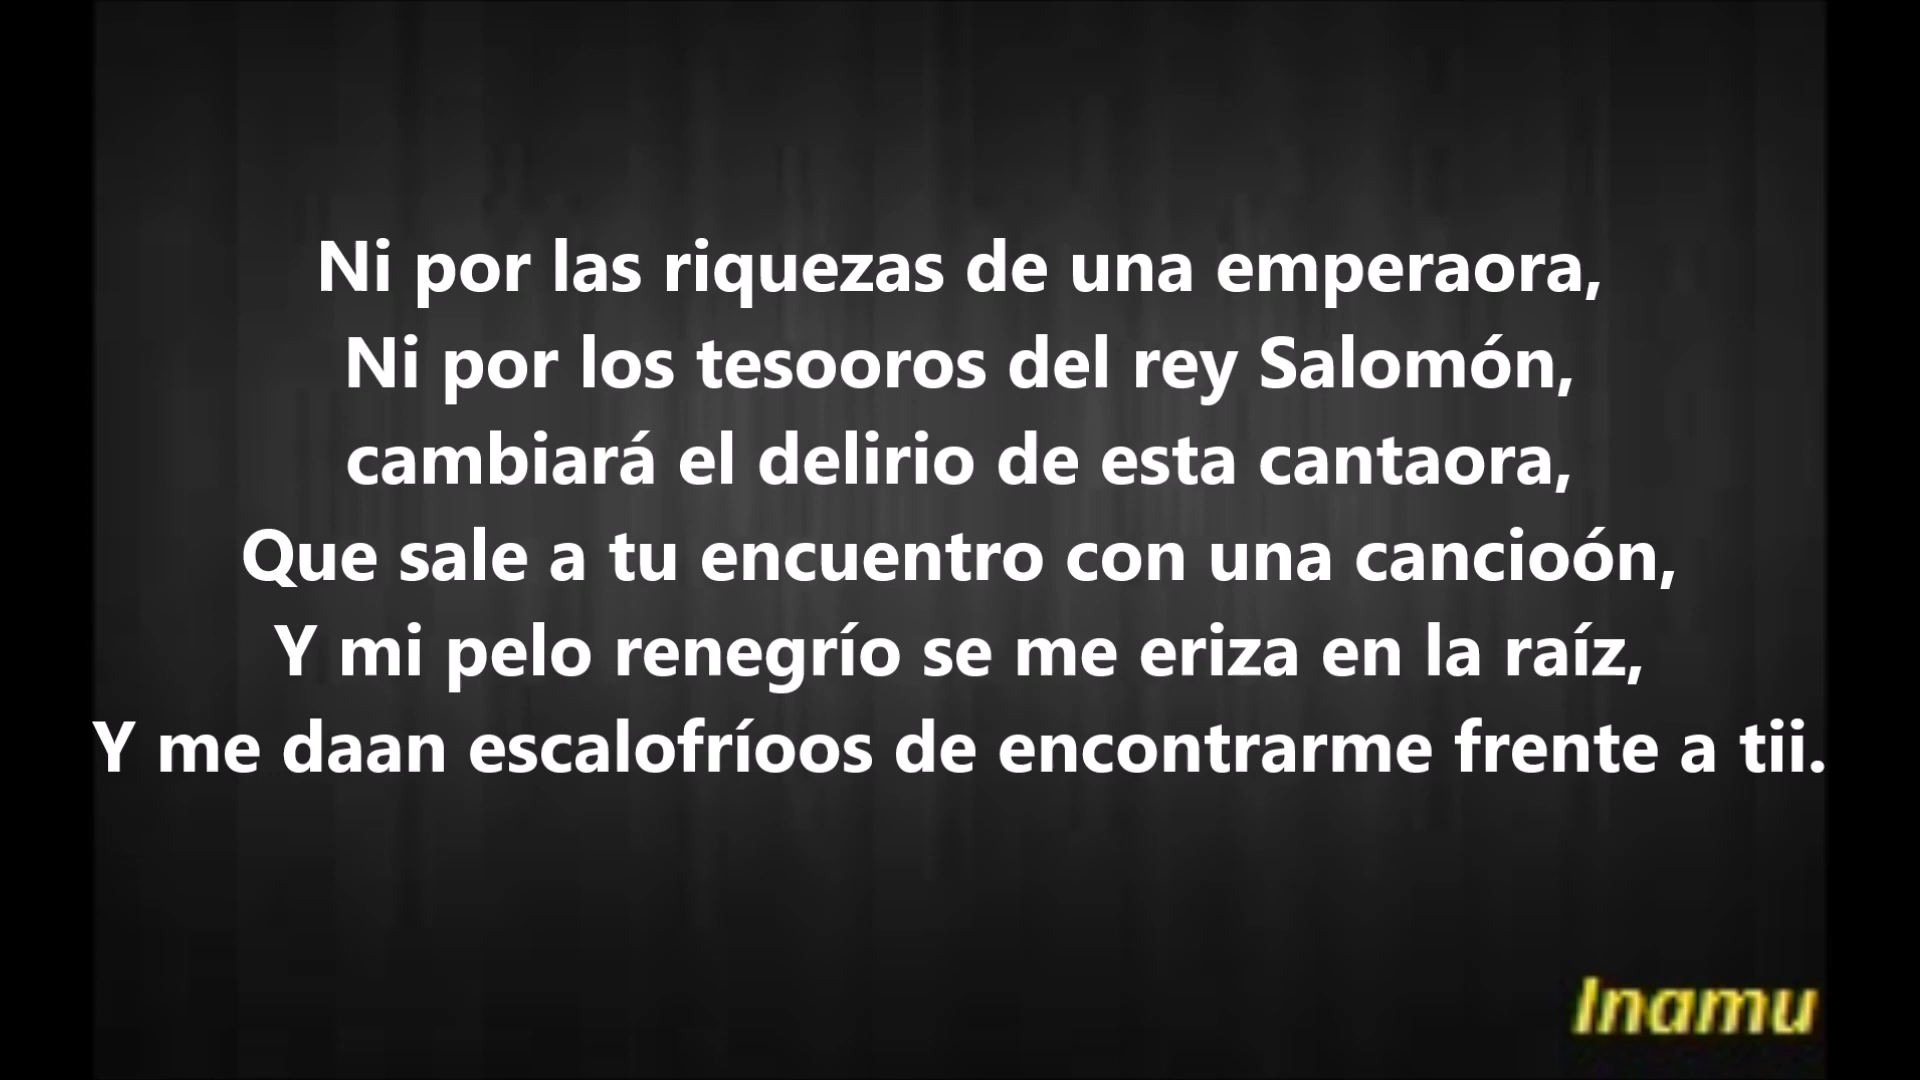 Ni por las riquezas de una emperaora,
Ni por los tesooros del rey Salomón,
cambiará el delirio de esta cantaora,
Que sale a tu encuentro con una cancioón,
Y mi pelo renegrío se me eriza en la raíz,
Y me daan escalofríoos de encontrarme frente a tii.
Inamu